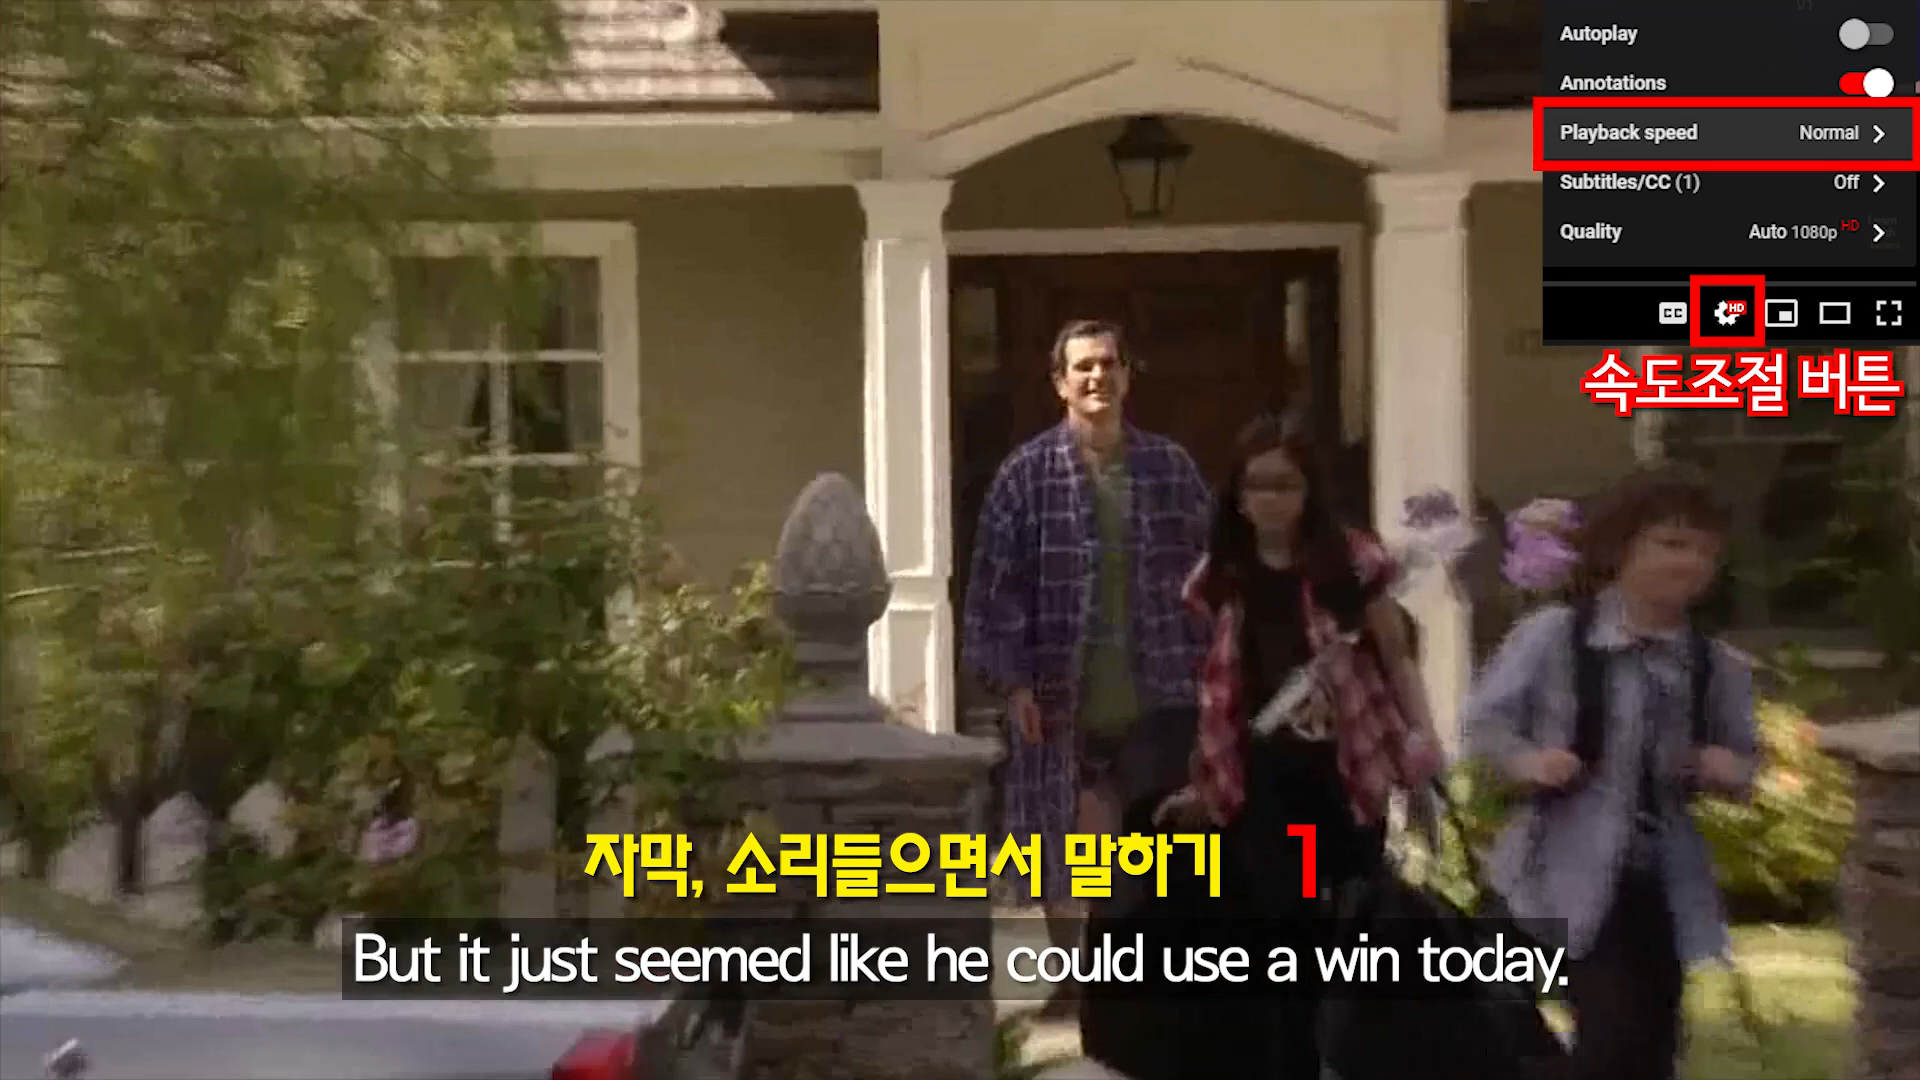 Autoplay
Annotations
Playback speed Normal
Subtitles/CC (1) Off
Quality Auto 1080p HD
CC HD
속도조절 버튼
자막, 소리들으면서 말하기 1
But it just seemed like he could use a win today.